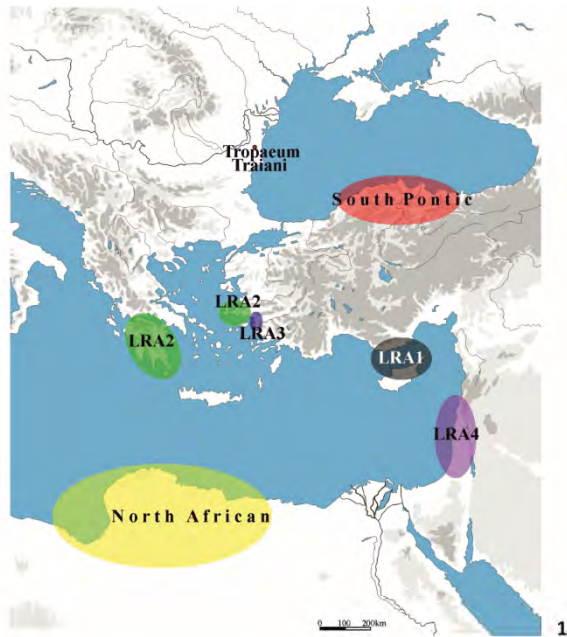 Tropaeum
Traiani
South Pontic
LRA2
LRA3
LRA2
LRA1
LRA4
North African
0 100 200km
1